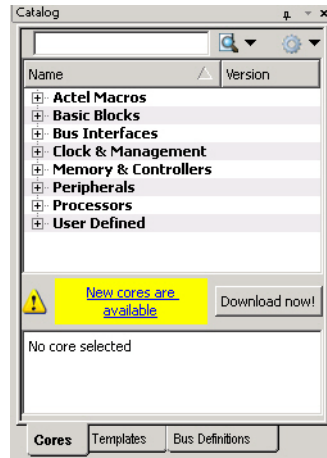 Catalog
Name Version
Actel Macros
Basic Blocks
Bus Interfaces
Clock & Management
Memory & Controllers
Peripherals
Processors
User Defined
New cores are
available
Download now!
No core selected
Cores Templates Bus Definitions